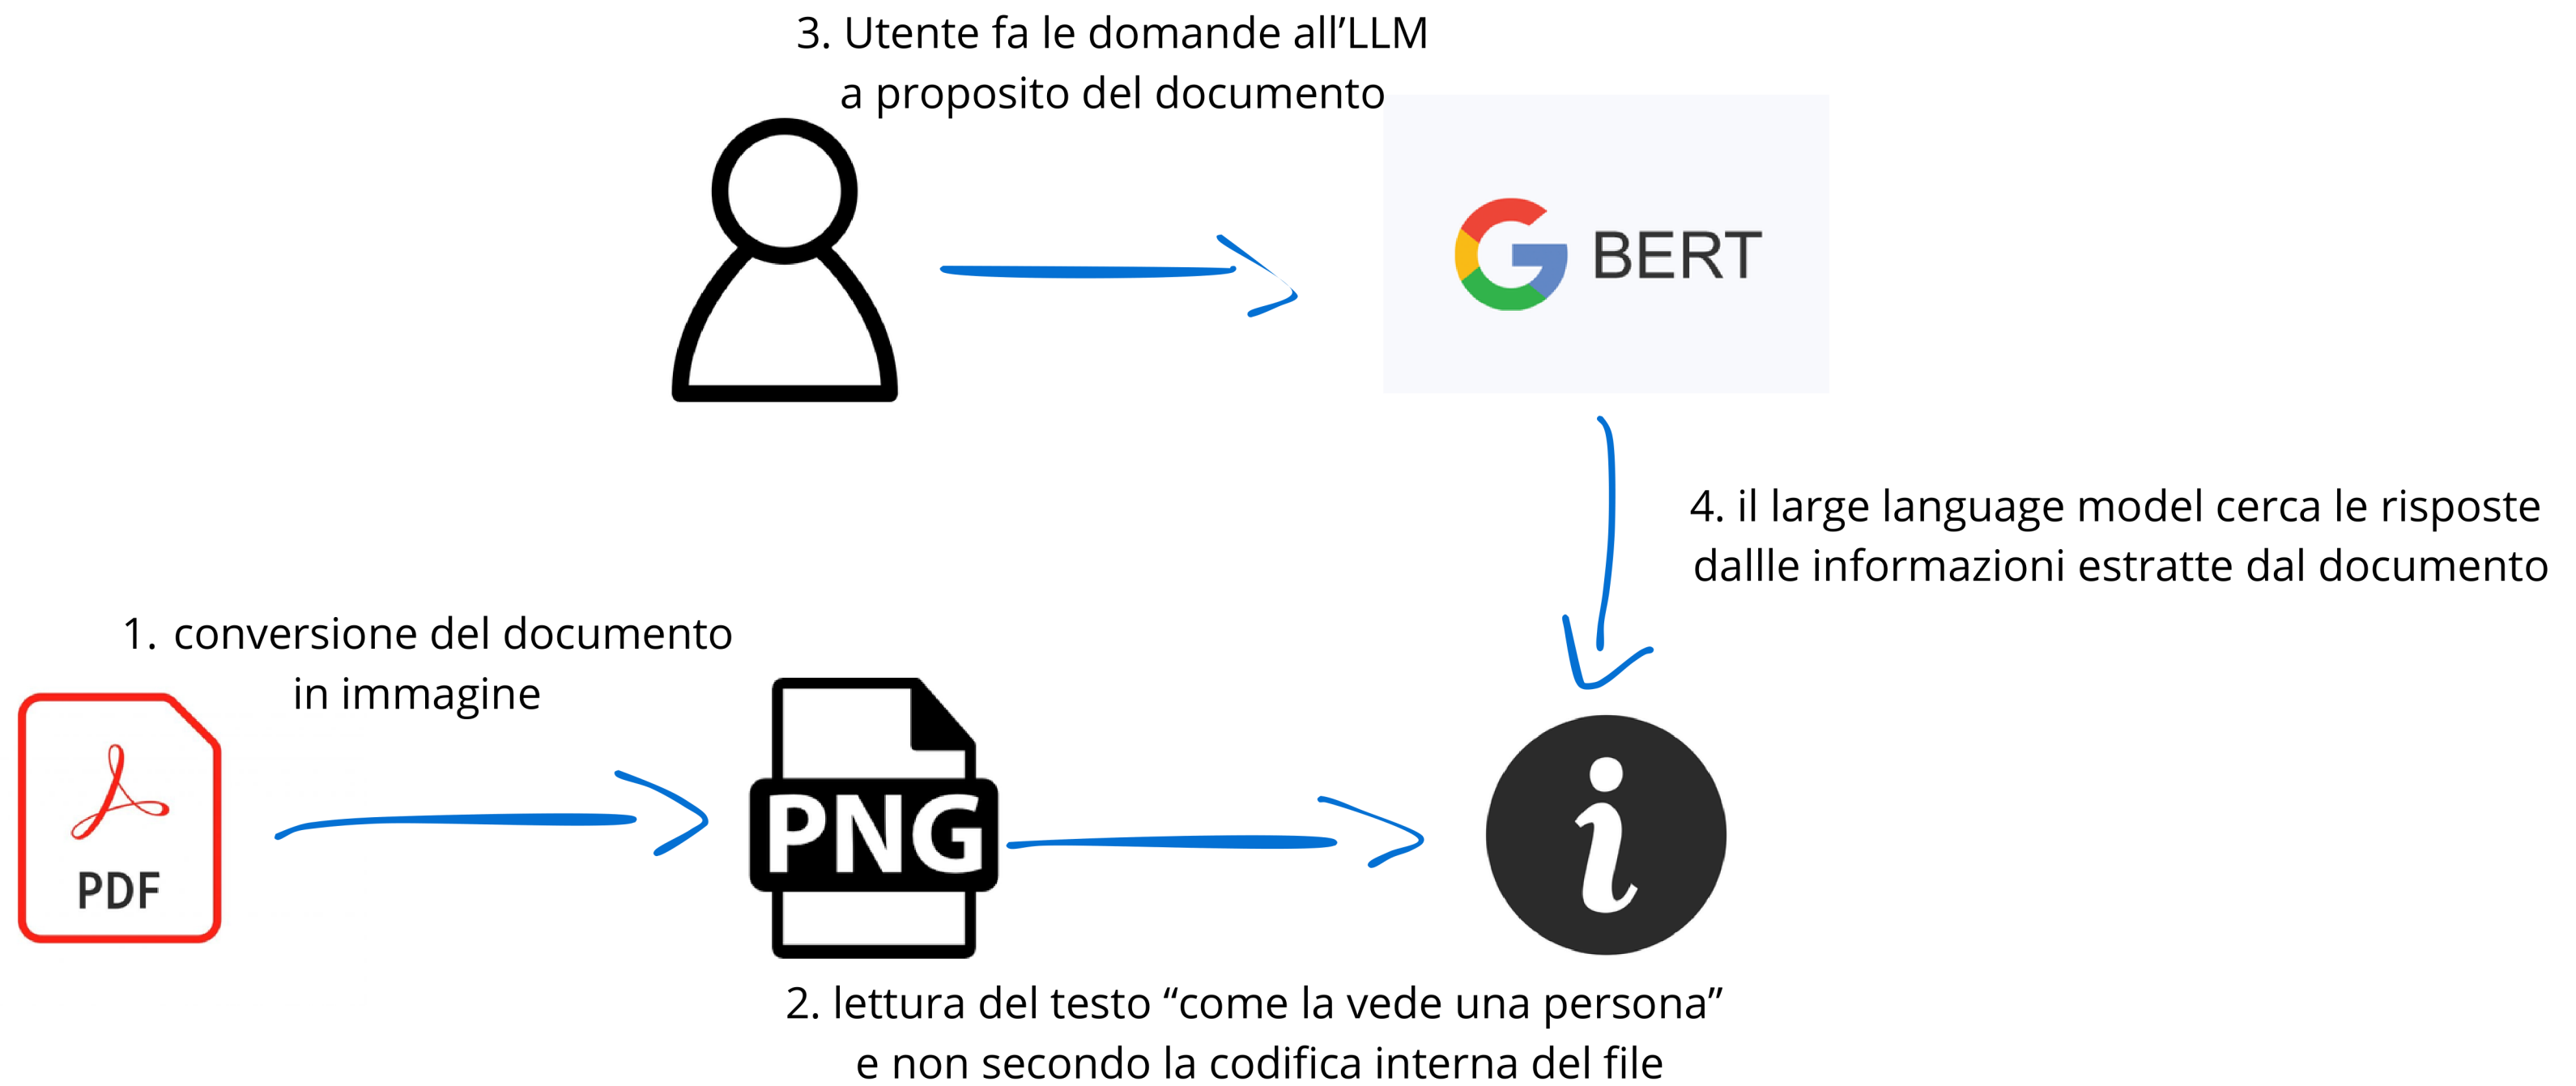 3. Utente fa le domande all’LLM
a proposito del documento
BERT
4. il large language model cerca le risposte
dallle informazioni estratte dal documento
1. conversione del documento
in immagine
PDF
PNG
i
2. lettura del testo “come la vede una persona”
e non secondo la codifica interna del file